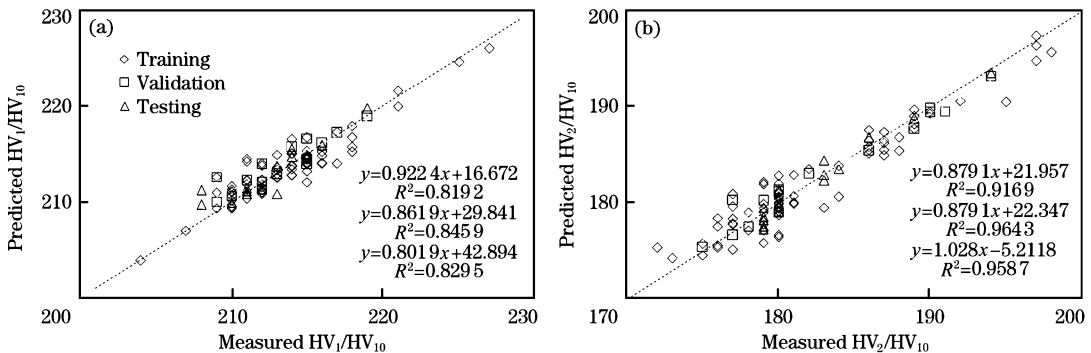 230
(a)
Training
Validation
Testing
220
210
200
210
220
230
Predicted HV1/HV10
Measured HV1/HV10
y=0.9224x+16.672
R²=0.8192
y=0.8619x+29.841
R²=0.8459
y=0.8019x+42.894
R²=0.8295
200
(b)
190
180
170
180
190
200
Predicted HV2/HV10
Measured HV2/HV10
y=0.8791x+21.957
R²=0.9169
y=0.8791x+22.347
R²=0.9643
y=1.028x−5.2118
R²=0.9587